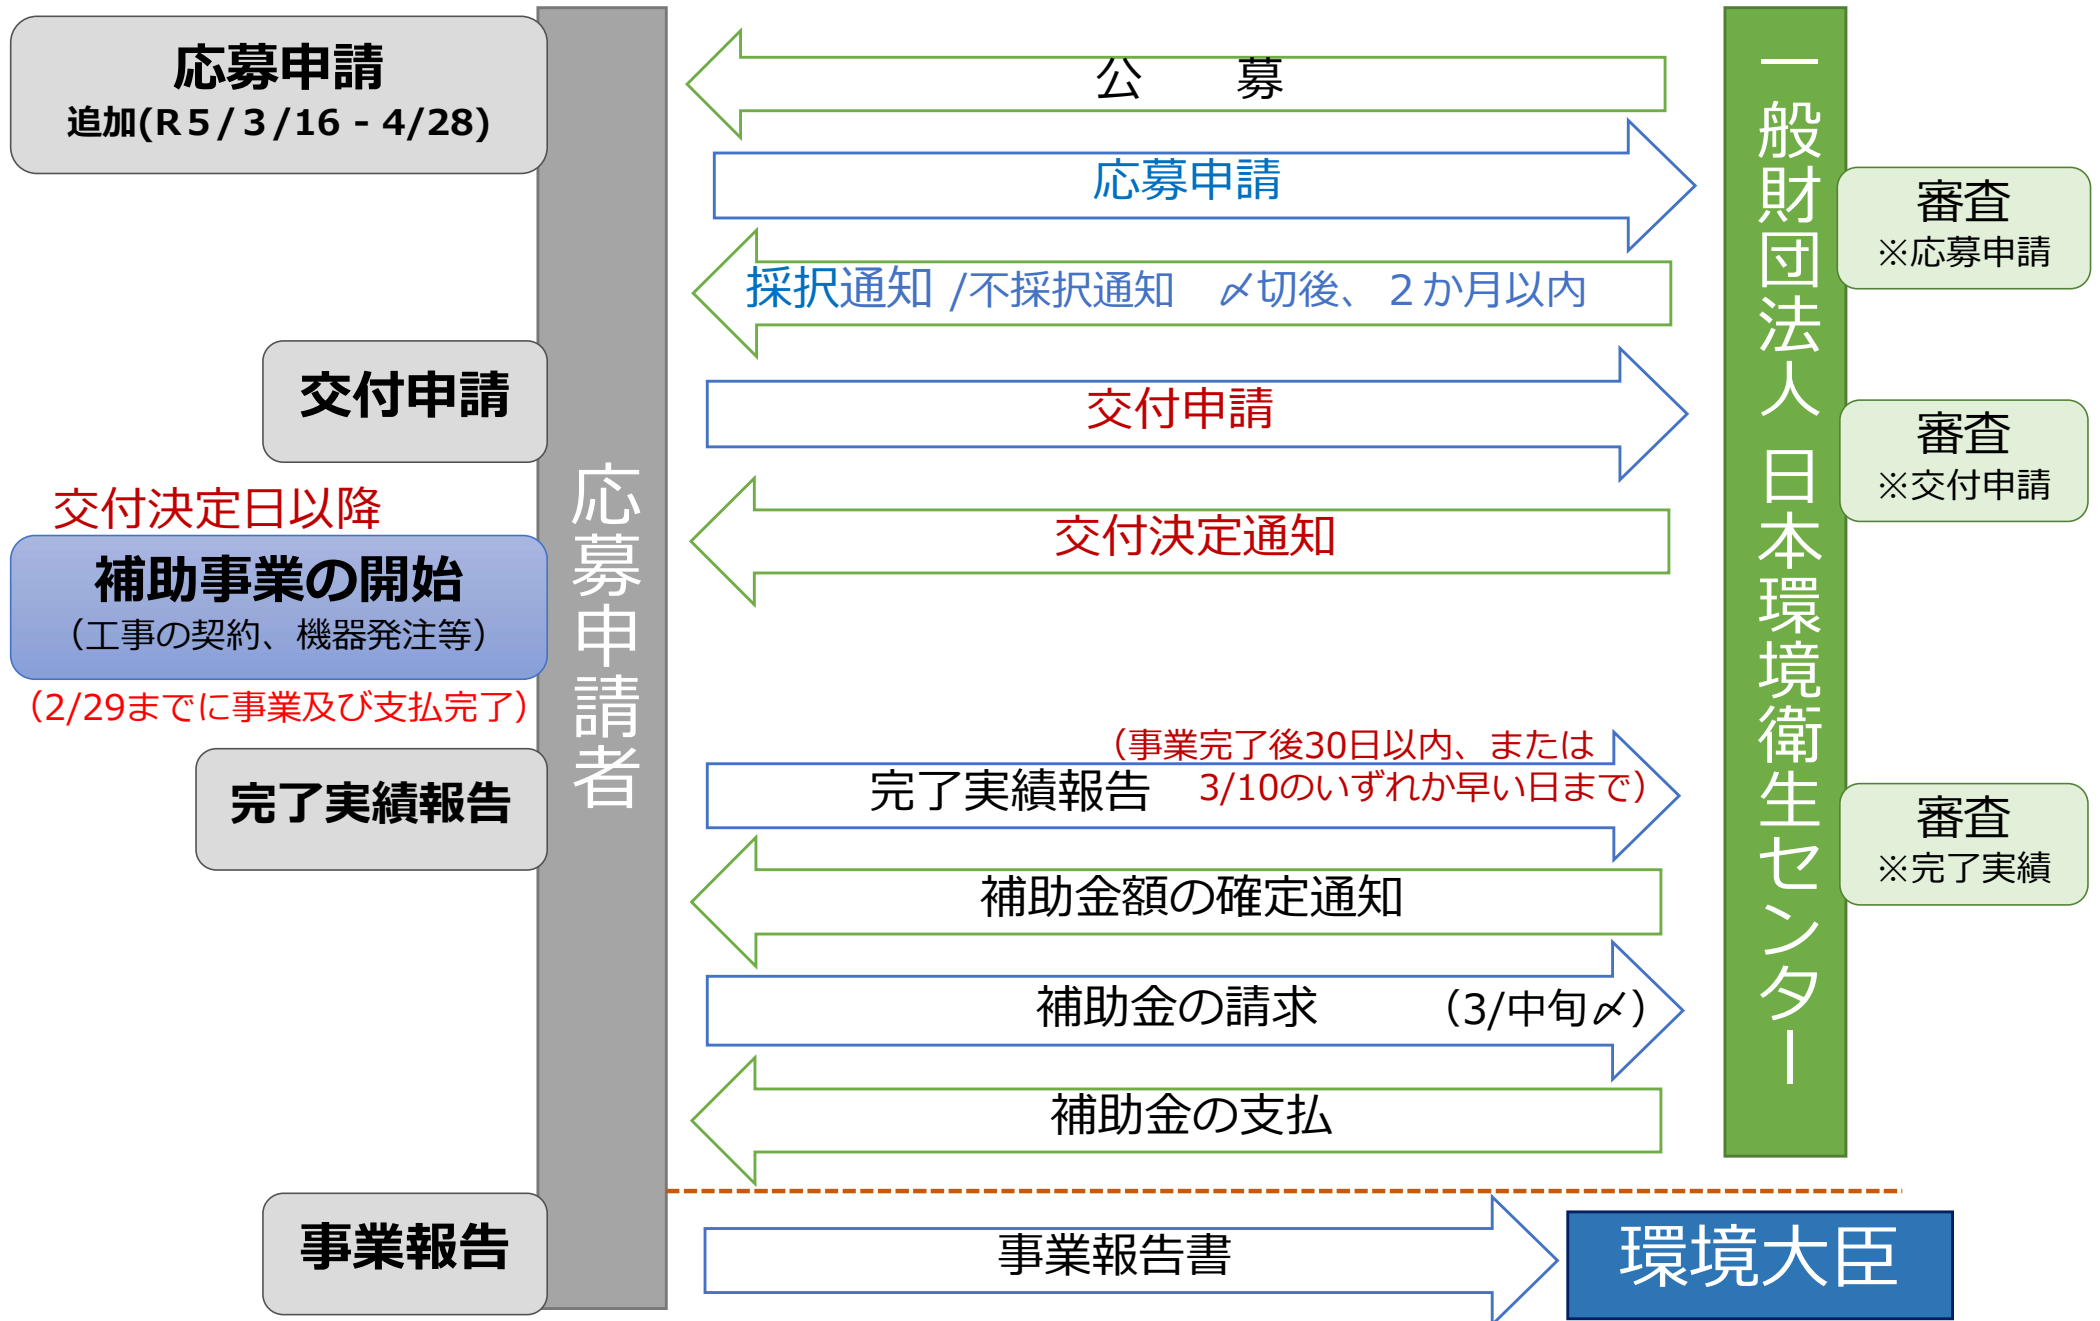 応募申請
追加(R５/３/16 - 4/28)
公　　募
応募申請
審査
※応募申請
採択通知 /不採択通知　〆切後、２か月以内
交付申請
交付申請
審査
※交付申請
交付決定日以降
交付決定通知
補助事業の開始
（工事の契約、機器発注等）
（2/29までに事業及び支払完了）
応募申請者
一般財団法人 日本環境衛生センター
完了実績報告
（事業完了後30日以内、または
完了実績報告　3/10のいずれか早い日まで）
審査
※完了実績
補助金額の確定通知
補助金の請求　　（3/中旬〆）
補助金の支払
事業報告
事業報告書
環境大臣